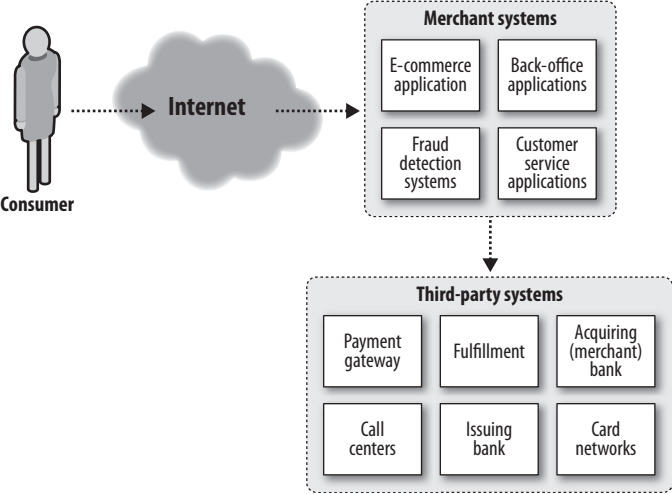 Merchant systems
E-commerce
application
Back-office
applications
Internet
Fraud
detection
systems
Customer
service
applications
Consumer
Third-party systems
Payment
gateway
Fulfillment
Acquiring
(merchant)
bank
Call
centers
Issuing
bank
Card
networks